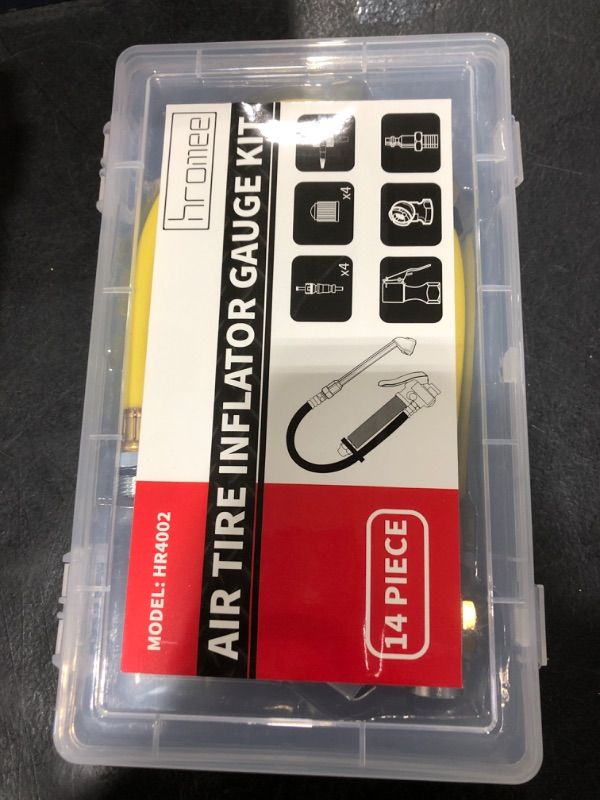 hromee
AIR TIRE INFLATOR GAUGE KIT
x4
x4
MODEL: HR4002
14 PIECE